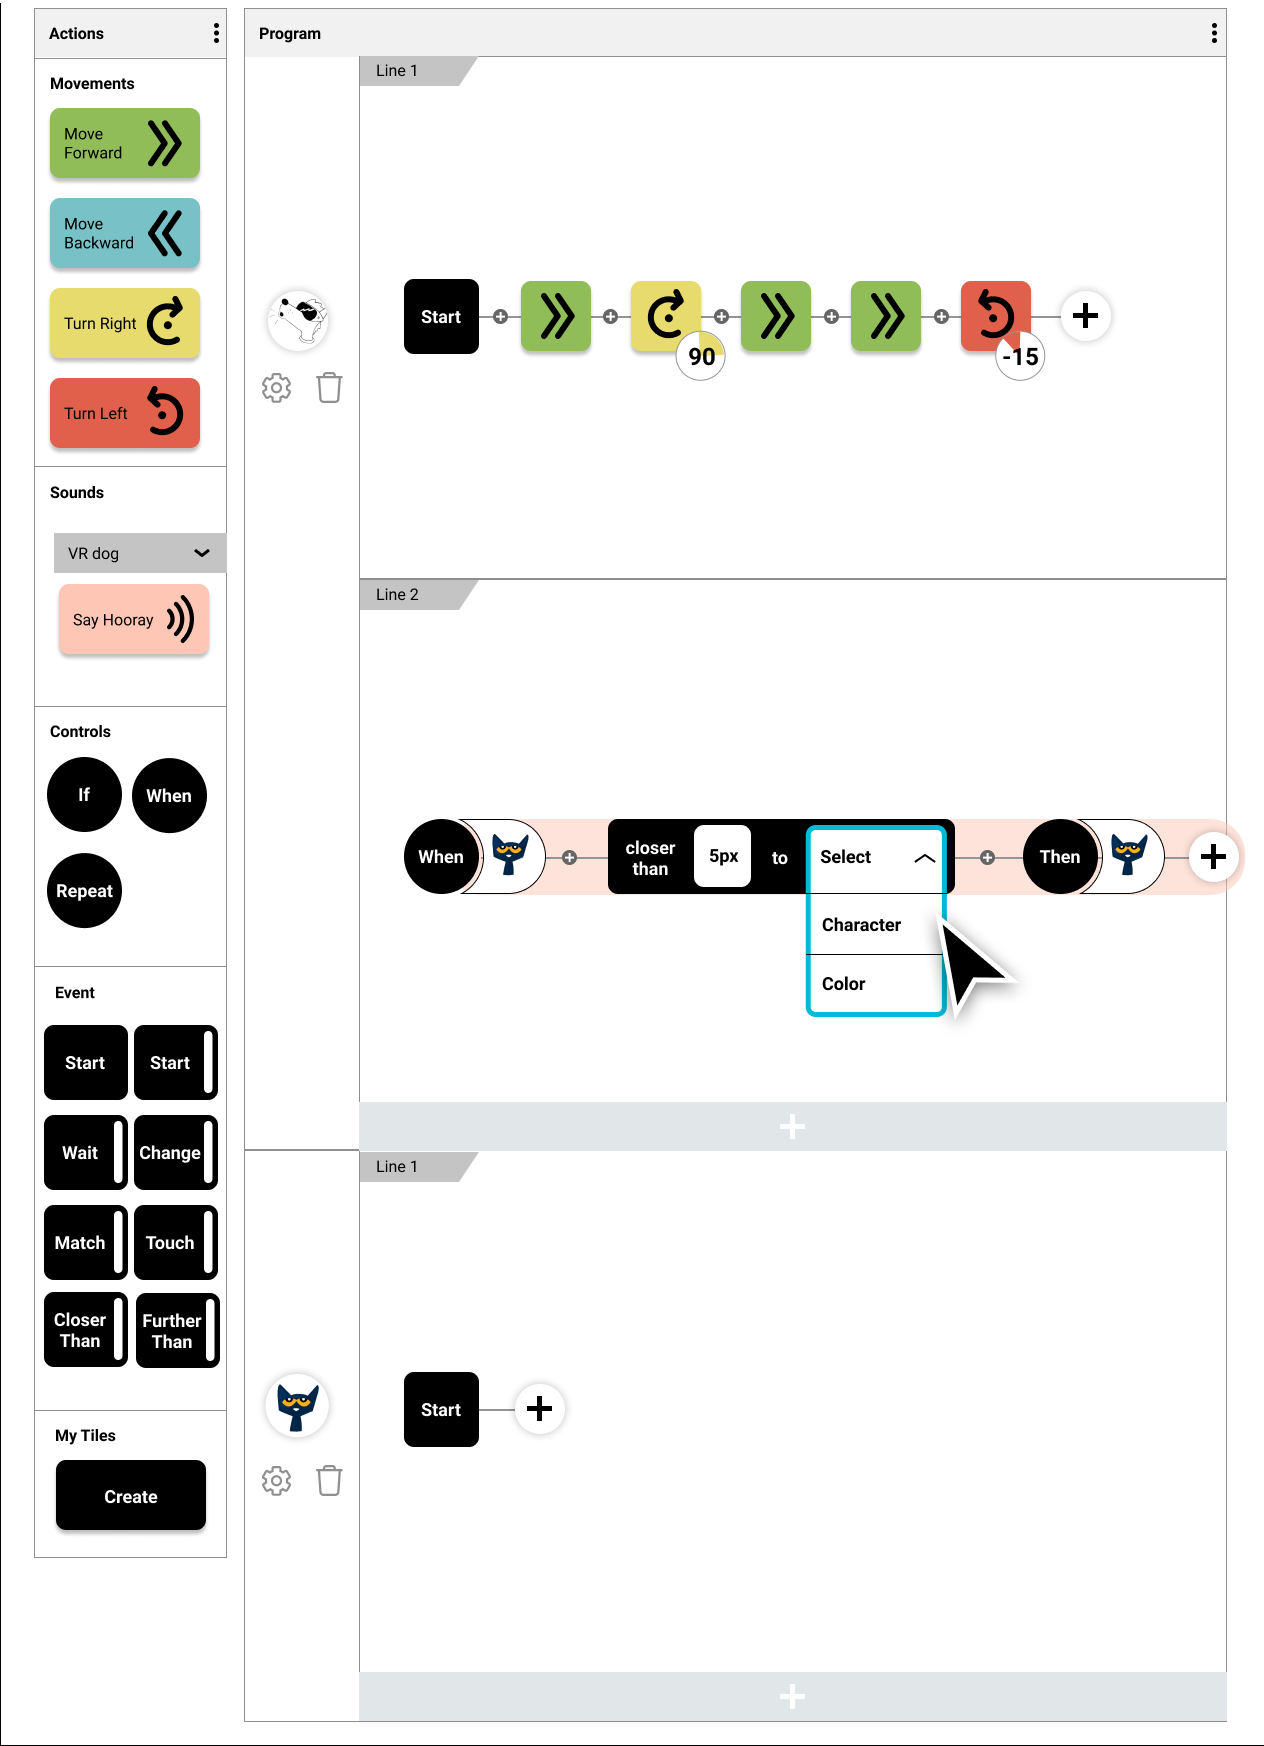 Actions
Movements
Move
Forward
Move
Backward
Turn Right
Turn Left
Sounds
VR dog
Say Hooray
Controls
If
When
Repeat
Event
Start
Start
Wait
Change
Match
Touch
Closer
Than
Further
Than
My Tiles
Create
Program
Line 1
Start
90
-15
Line 2
When
closer
than
5px
to
Select
Character
Color
Then
Line 1
Start